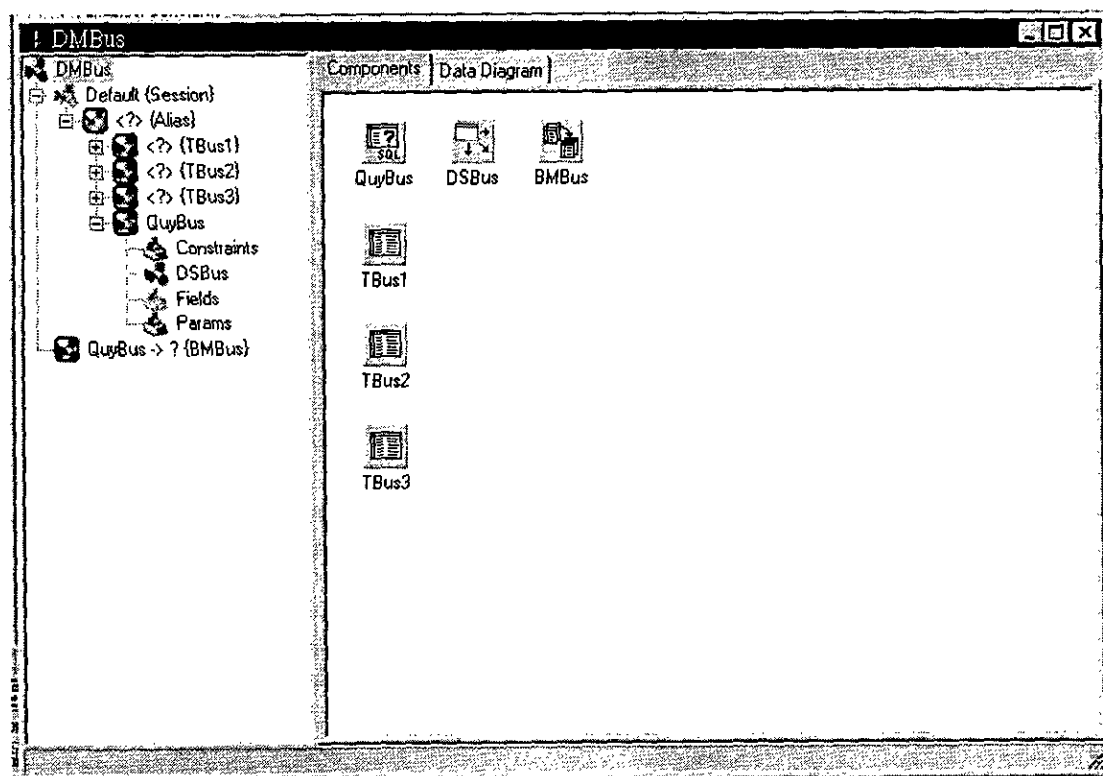 DMBus
DMBus
Default {Session}
<?> {Alias}
<?> {TBus1}
<?> {TBus2}
<?> {TBus3}
QuyBus
Constraints
DSBus
Fields
Params
QuyBus -> ? {BMBus}
Components
Data Diagram
SQL
QuyBus
DSBus
BMBus
TBus1
TBus2
TBus3